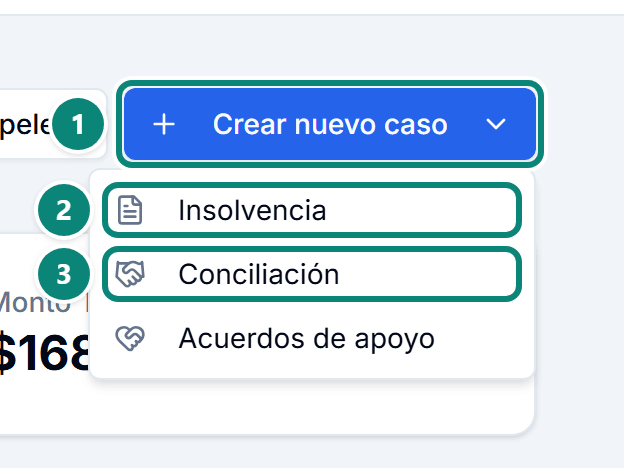 1
Crear nuevo caso
2
Insolvencia
3
Conciliación
Monto
$168
Acuerdos de apoyo